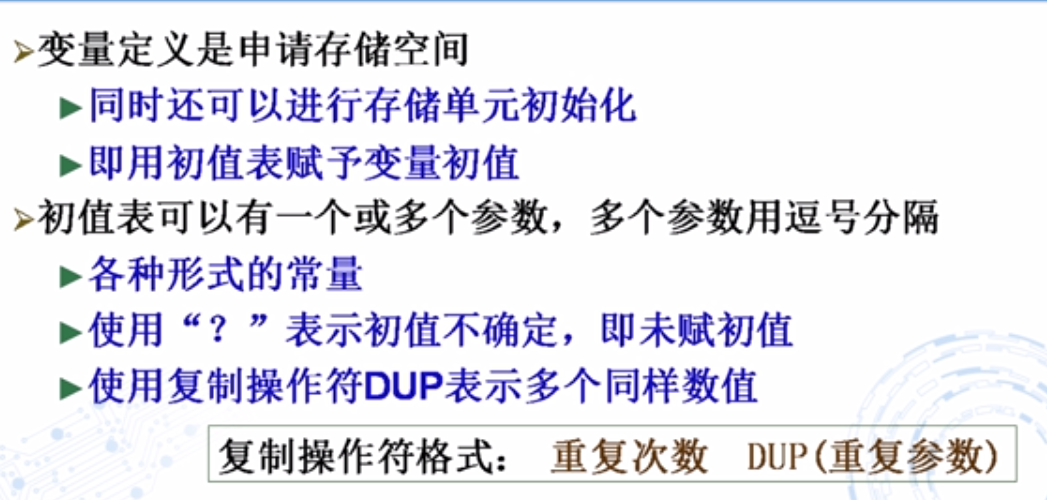 变量定义是申请存储空间
同时还可以进行存储单元初始化
即用初值表赋予变量初值
初值表可以有一个或多个参数，多个参数用逗号分隔
各种形式的常量
使用“？”表示初值不确定，即未赋初值
使用复制操作符DUP表示多个同样数值
复制操作符格式： 重复次数 DUP(重复参数)